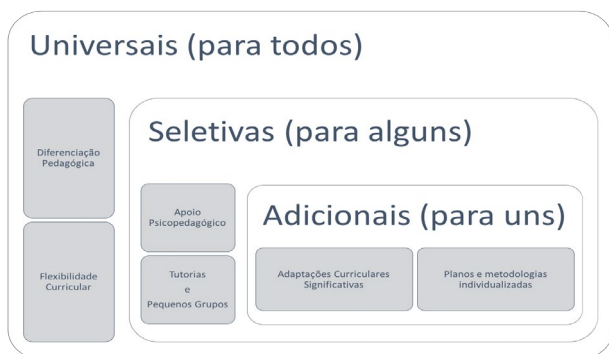 Universais (para todos)
Diferenciação
Pedagógica
Flexibilidade
Curricular
Seletivas (para alguns)
Apoio
Psicopedagógico
Tutorias
e
Pequenos Grupos
Adicionais (para uns)
Adaptações Curriculares
Significativas
Planos e metodologias
individualizadas